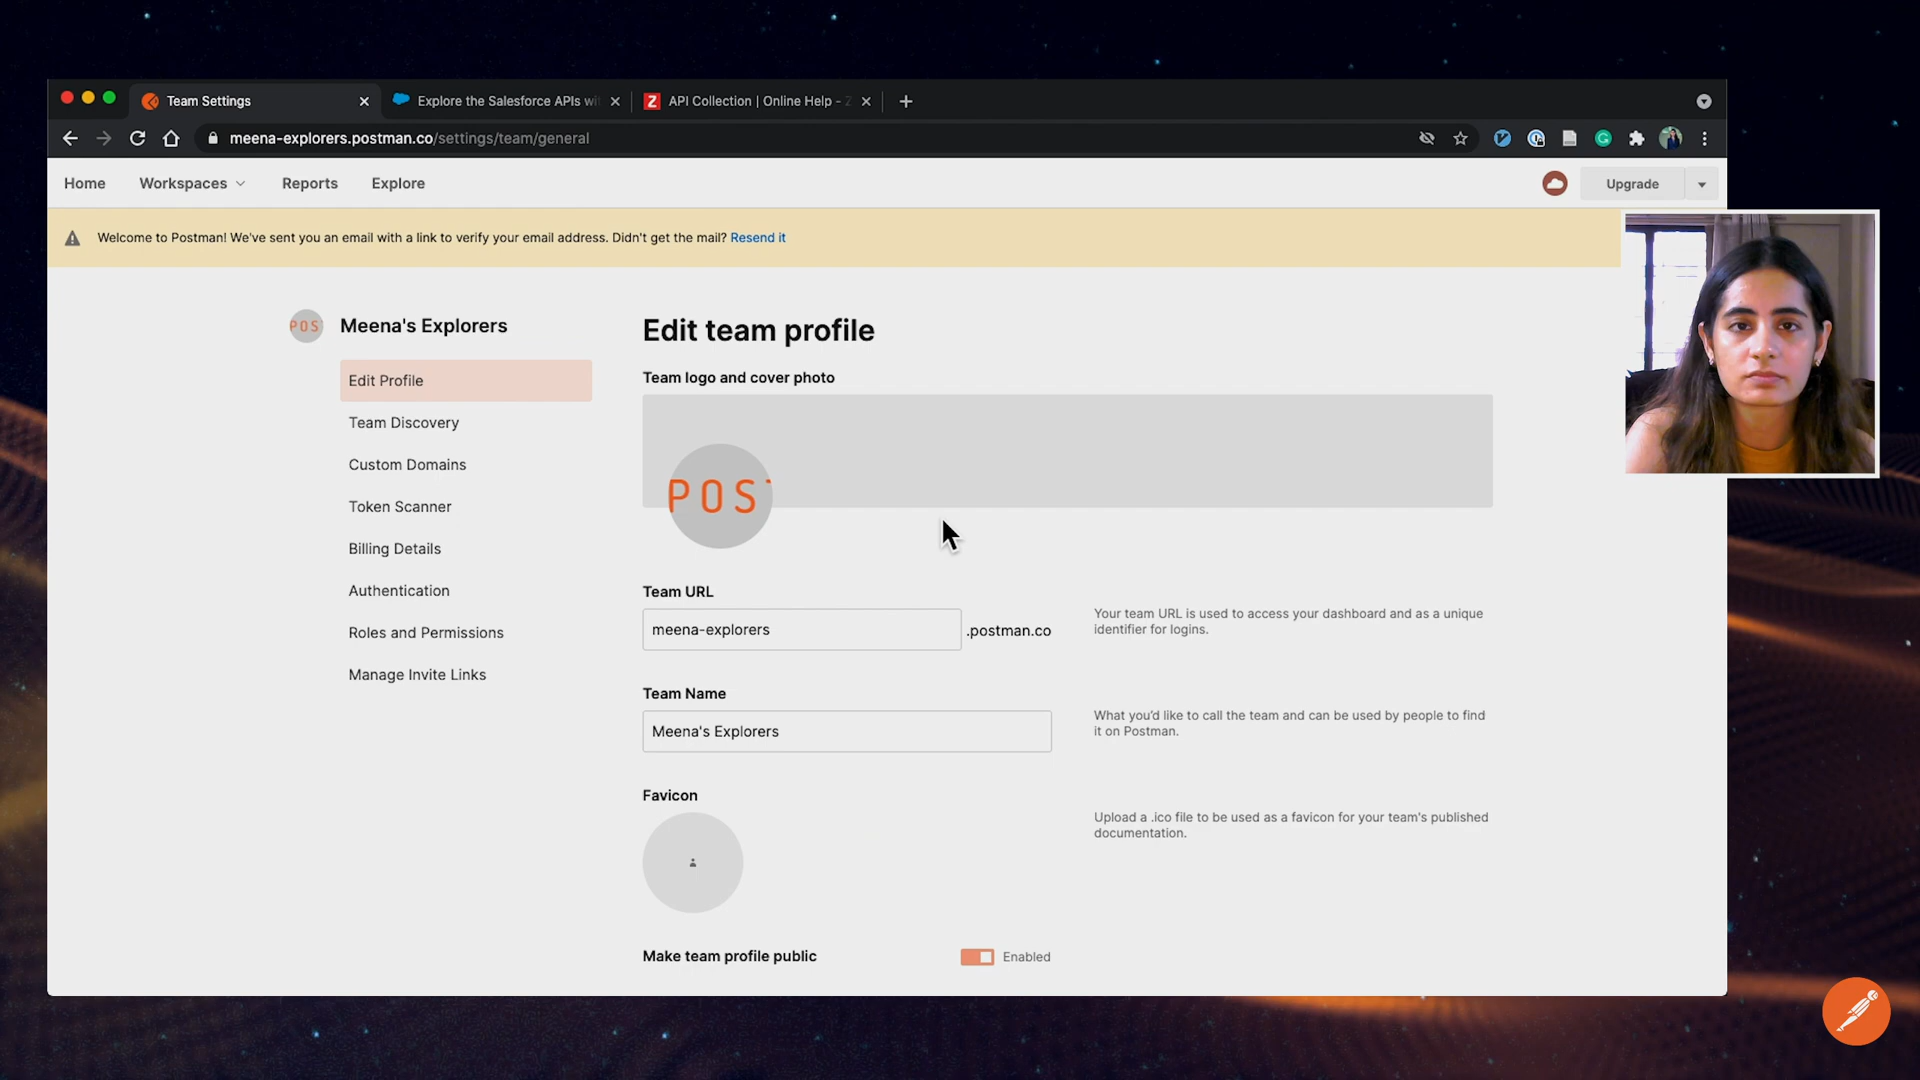 Team Settings
Explore the Salesforce APIs wi
API Collection | Online Help - Z
meena-explorers.postman.co/settings/team/general
Home
Workspaces
Reports
Explore
Upgrade
Welcome to Postman! We've sent you an email with a link to verify your email address. Didn't get the mail? Resend it
POS
Meena's Explorers
Edit Profile
Team Discovery
Custom Domains
Token Scanner
Billing Details
Authentication
Roles and Permissions
Manage Invite Links
Edit team profile
Team logo and cover photo
POS
Team URL
meena-explorers
.postman.co
Your team URL is used to access your dashboard and as a unique
identifier for logins.
Team Name
Meena's Explorers
What you'd like to call the team and can be used by people to find
it on Postman.
Favicon
Upload a .ico file to be used as a favicon for your team's published
documentation.
Make team profile public
Enabled